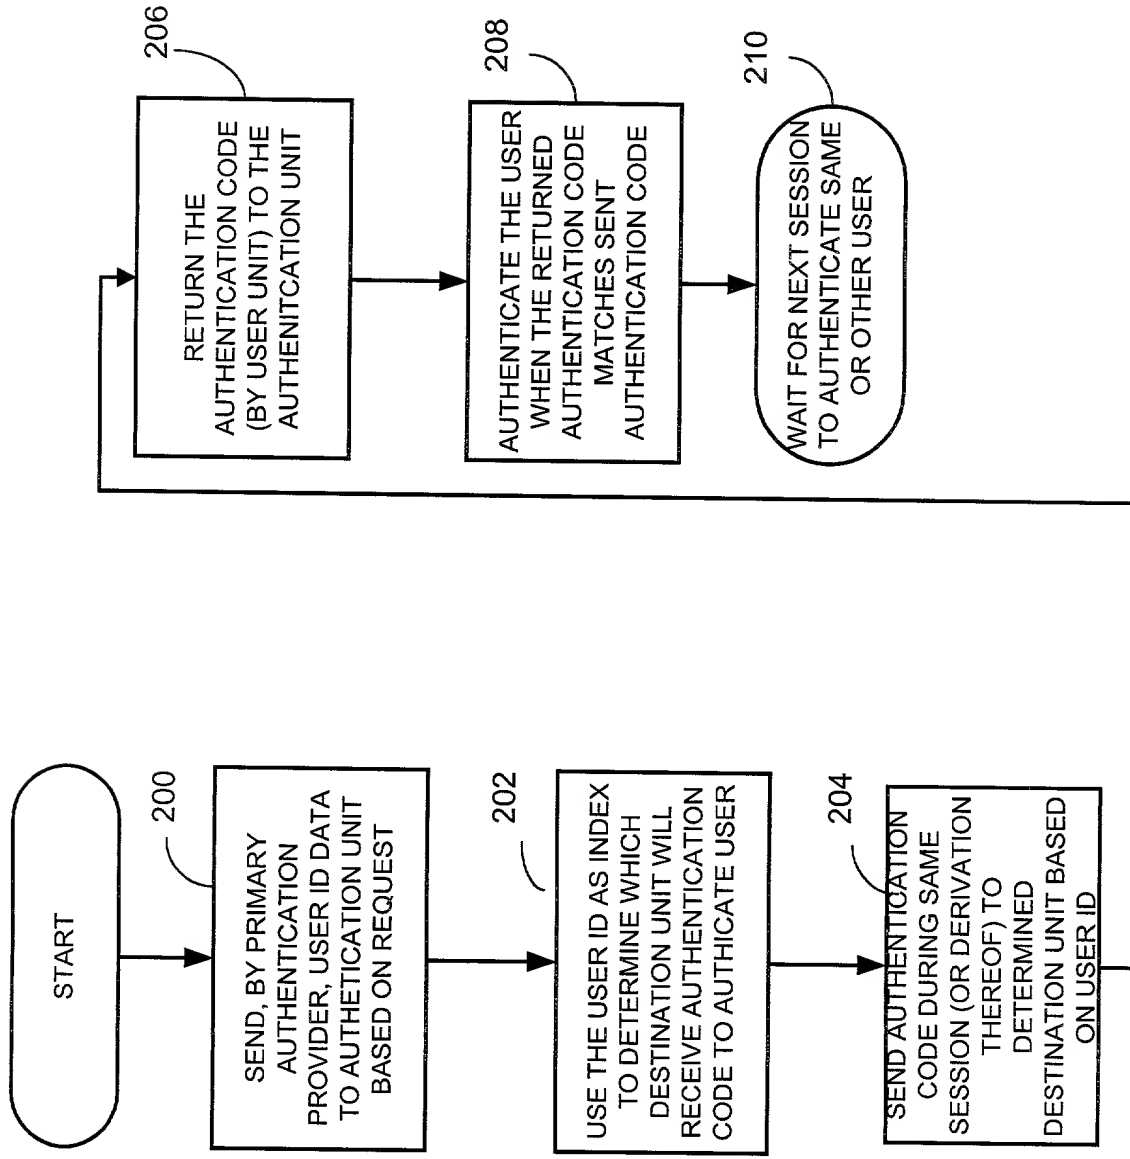 START
200
SEND, BY PRIMARY
AUTHENTICATION
PROVIDER, USER ID DATA
TO AUTHETICATION UNIT
BASED ON REQUEST
202
USE THE USER ID AS INDEX
TO DETERMINE WHICH
DESTINATION UNIT WILL
RECEIVE AUTHENTICATION
CODE TO AUTHICATE USER
204
SEND AUTHENTICATION
CODE DURING SAME
SESSION (OR DERIVATION
THEREOF) TO
DETERMINED
DESTINATION UNIT BASED
ON USER ID
206
RETURN THE
AUTHENTICATION CODE
(BY USER UNIT) TO THE
AUTHENITCATION UNIT
208
AUTHENTICATE THE USER
WHEN THE RETURNED
AUTHENTICATION CODE
MATCHES SENT
AUTHENTICATION CODE
210
WAIT FOR NEXT SESSION
TO AUTHENTICATE SAME
OR OTHER USER